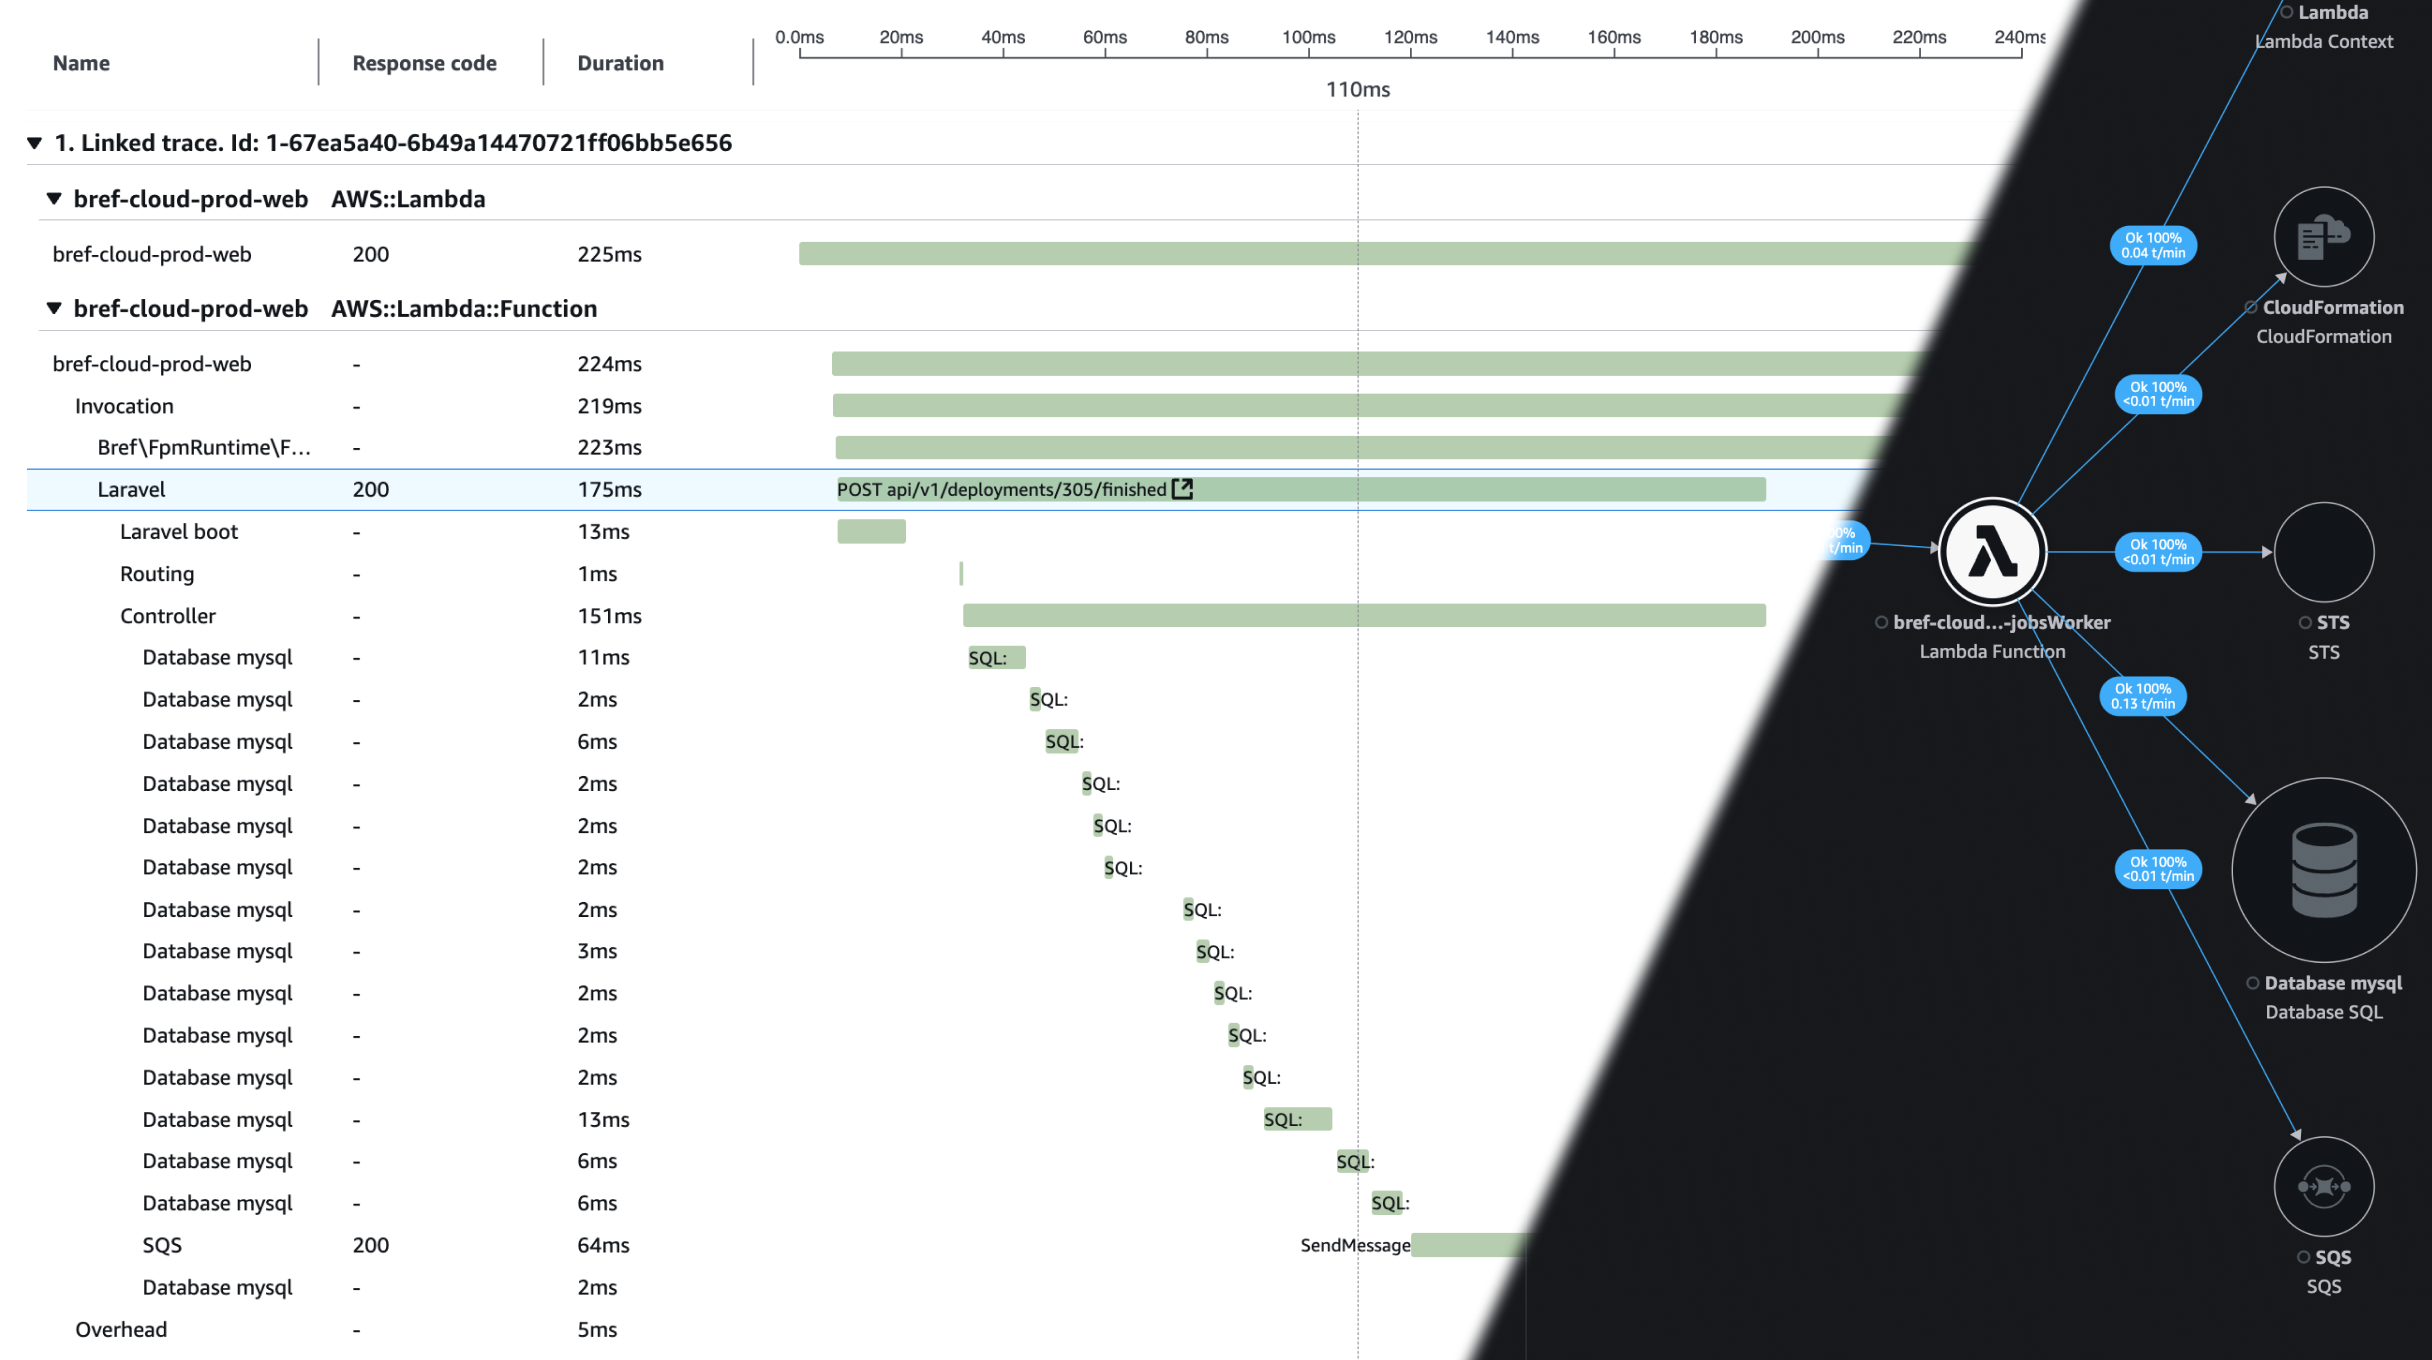 Name Response code Duration
0.0ms 20ms 40ms 60ms 80ms 100ms 120ms 140ms 160ms 180ms 200ms 220ms 240ms
110ms
1. Linked trace. Id: 1-67ea5a40-6b49a14470721ff06bb5e656
bref-cloud-prod-web AWS::Lambda
bref-cloud-prod-web 200 225ms
bref-cloud-prod-web AWS::Lambda::Function
bref-cloud-prod-web - 224ms
Invocation - 219ms
Bref\FpmRuntime\F... - 223ms
Laravel 200 175ms POST api/v1/deployments/305/finished
Laravel boot - 13ms
Routing - 1ms
Controller - 151ms
Database mysql - 11ms SQL:
Database mysql - 2ms SQL:
Database mysql - 6ms SQL:
Database mysql - 2ms SQL:
Database mysql - 2ms SQL:
Database mysql - 2ms SQL:
Database mysql - 2ms SQL:
Database mysql - 3ms SQL:
Database mysql - 2ms SQL:
Database mysql - 2ms SQL:
Database mysql - 2ms SQL:
Database mysql - 13ms SQL:
Database mysql - 6ms SQL:
Database mysql - 6ms SQL:
SQS 200 64ms SendMessage
Database mysql - 2ms
Overhead - 5ms
Lambda
Lambda Context
Ok 100%
0.04 t/min
CloudFormation
CloudFormation
Ok 100%
<0.01 t/min
t/min
bref-cloud...-jobsWorker
Lambda Function
Ok 100%
<0.01 t/min
STS
STS
Ok 100%
0.13 t/min
Database mysql
Database SQL
Ok 100%
<0.01 t/min
SQS
SQS